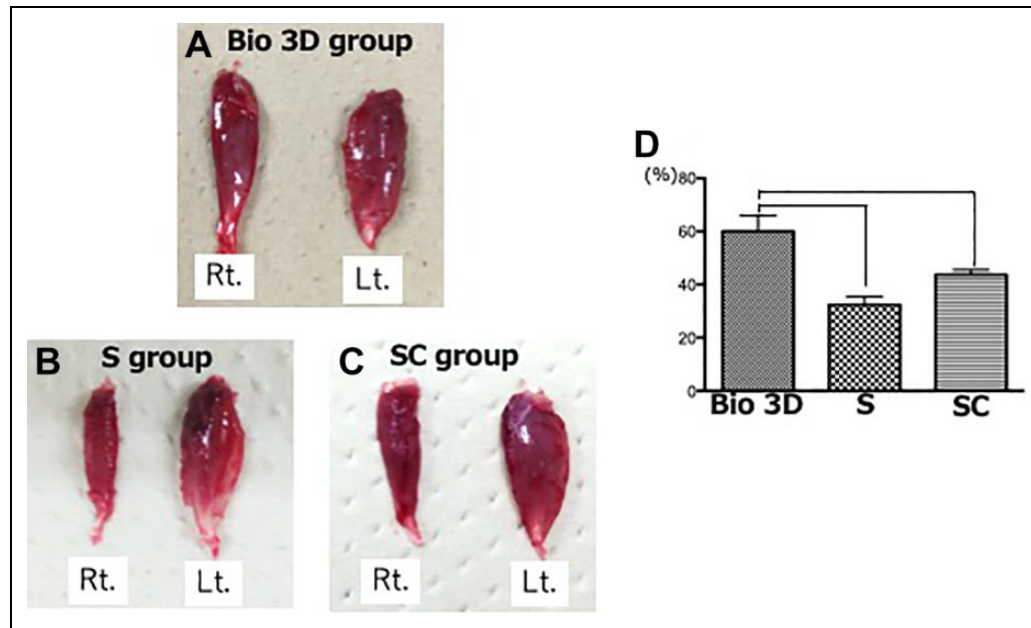 A Bio 3D group
Rt.
Lt.
B S group
Rt.
Lt.
C SC group
Rt.
Lt.
D
(%)
80
60
40
20
0
Bio 3D S SC